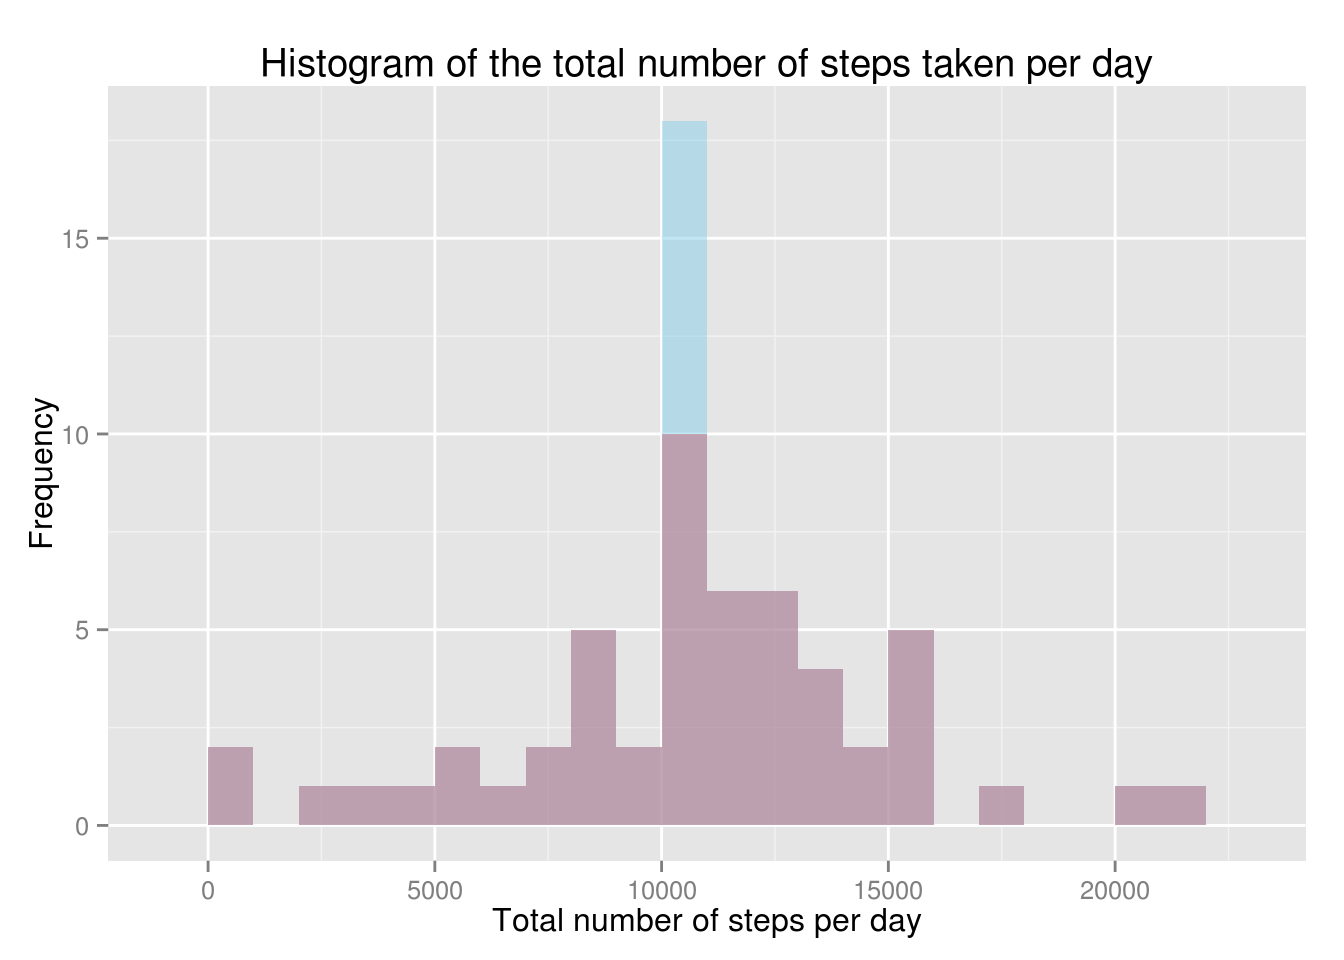 Histogram of the total number of steps taken per day
Frequency
15
10
5
0
0 5000 10000 15000 20000
Total number of steps per day